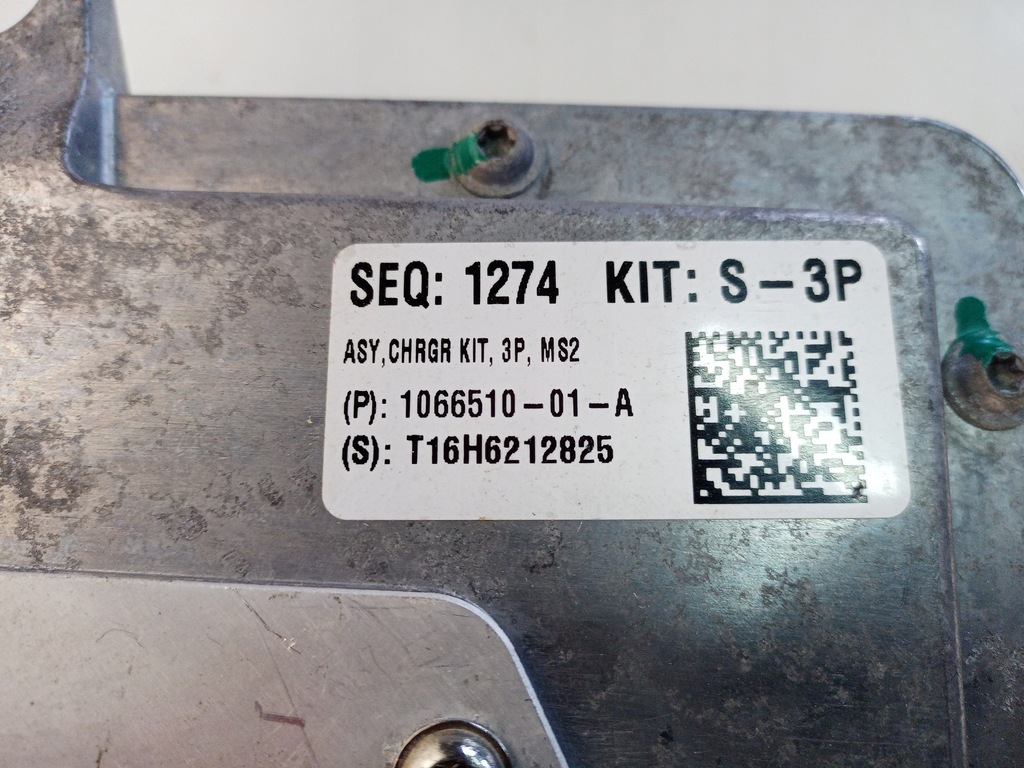 SEQ: 1274 KIT: S-3P
ASY,CHRGR KIT, 3P, MS2
(P): 1066510-01-A
(S): T16H6212825